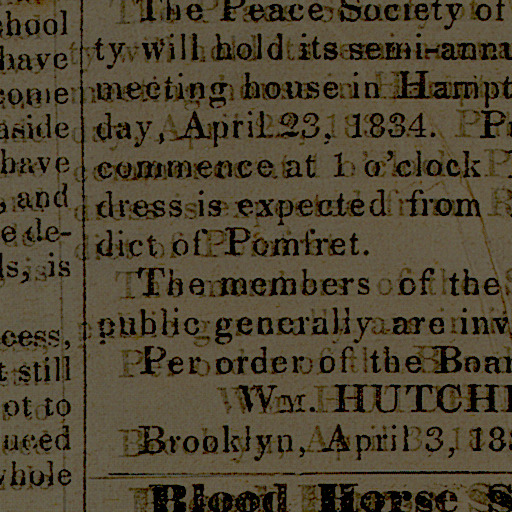 chool
have
come
aside
have
, and
e de-
ls, is
cess,
t still
ot to
uced
whole
The Peace Society of
ty will hold its semi-annu
meeting house in Hampt
day, April 23, 1834. P
commence at 1 o'clock
dress is expected from
dict of Pomfret.
The members of the
public generally are inv
Per order of the Boar
WM. HUTCHI
Brooklyn, April 3, 18
Blood Horse S